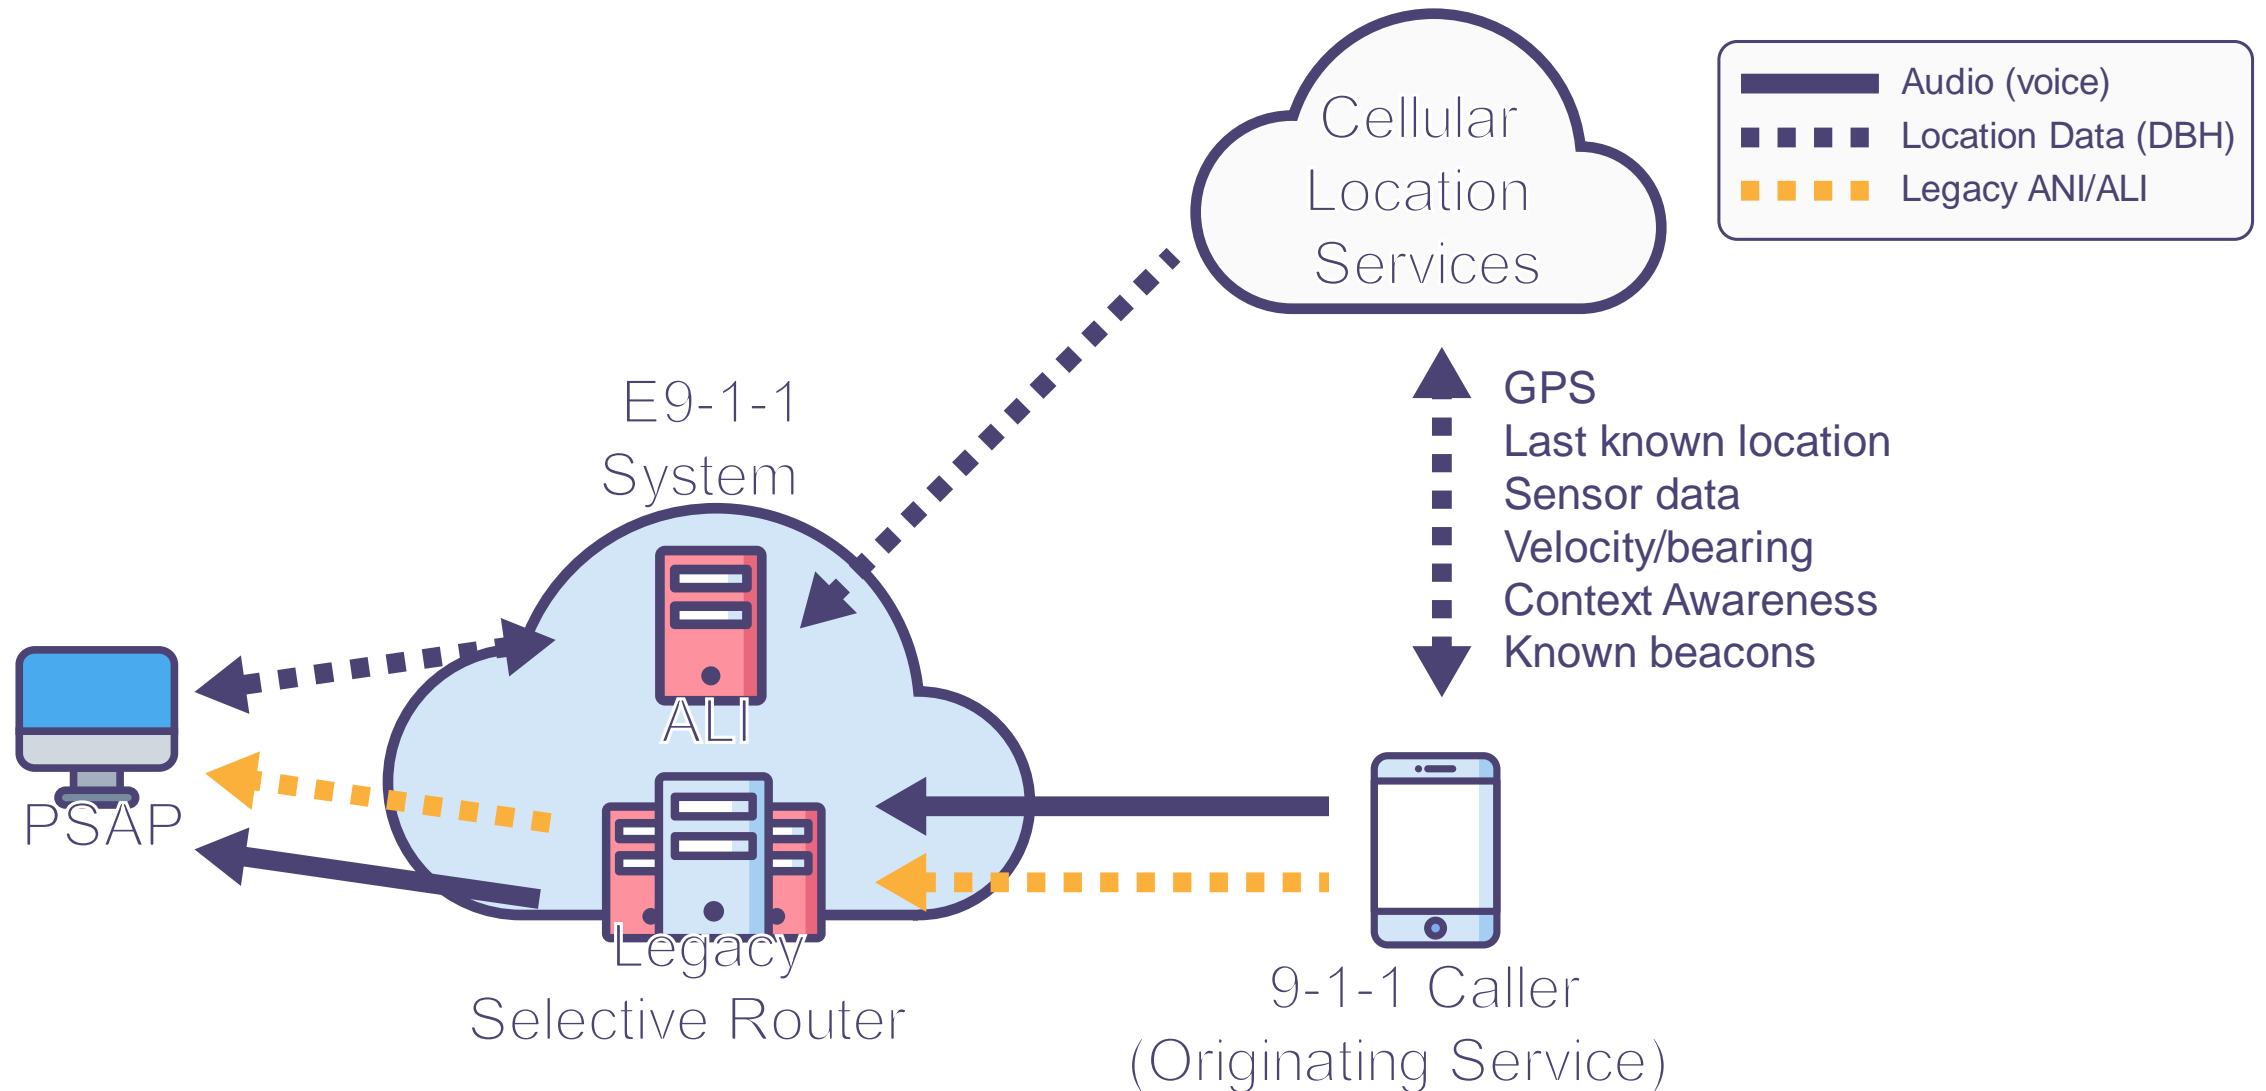 Cellular
Location
Services
Audio (voice)
Location Data (DBH)
Legacy ANI/ALI
E9-1-1
System
GPS
Last known location
Sensor data
Velocity/bearing
Context Awareness
Known beacons
ALI
PSAP
Legacy
Selective Router
9-1-1 Caller
(Originating Service)